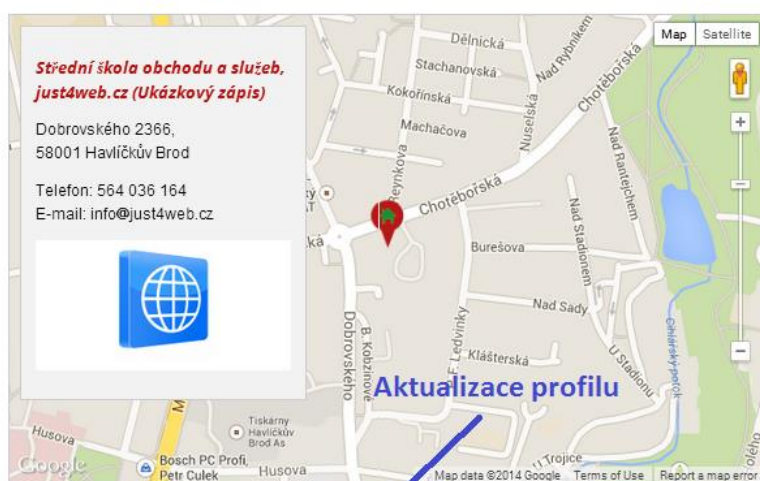 Střední škola obchodu a služeb,
just4web.cz (Ukázkový zápis)
Dobrovského 2366,
58001 Havlíčkův Brod
Telefon: 564 036 164
E-mail: info@just4web.cz
Map
Satellite
Dělnická
Stachanovská
Kokořínská
Machačova
Nad Rybníkem
Nuselská
Chotěbořská
Reynkova
Chotěbořská
Nad Rantejchem
Nad Stadionem
Burešova
Nad Sady
Dobrovského
B. Kobzinové
F. Ledvinky
Klášterská
U Stadionu
Cihlářský potok
Aktualizace profilu
Tiskárny
Havlíčkův
Brod As
Husova
Bosch PC Profi,
Petr Culek
Husova
U Trojice
Google
Map data ©2014 Google
Terms of Use
Report a map error